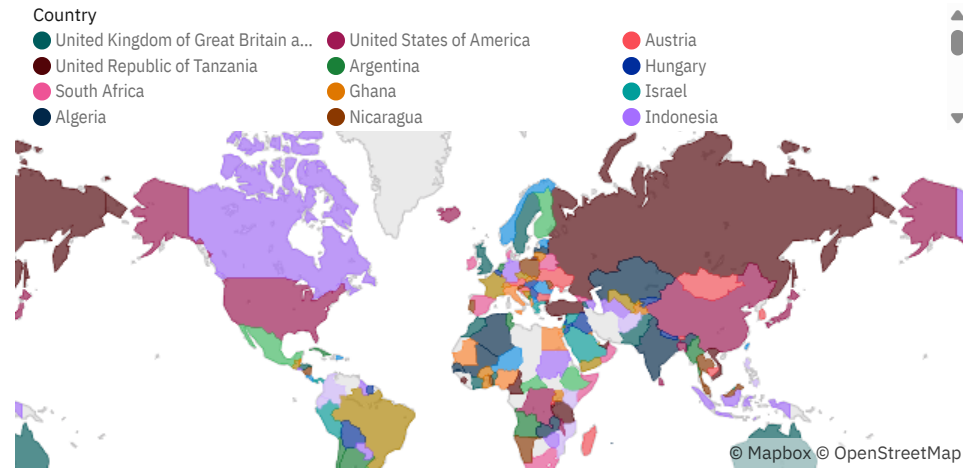 Country
United Kingdom of Great Britain a... United States of America Austria
United Republic of Tanzania Argentina Hungary
South Africa Ghana Israel
Algeria Nicaragua Indonesia
© Mapbox © OpenStreetMap